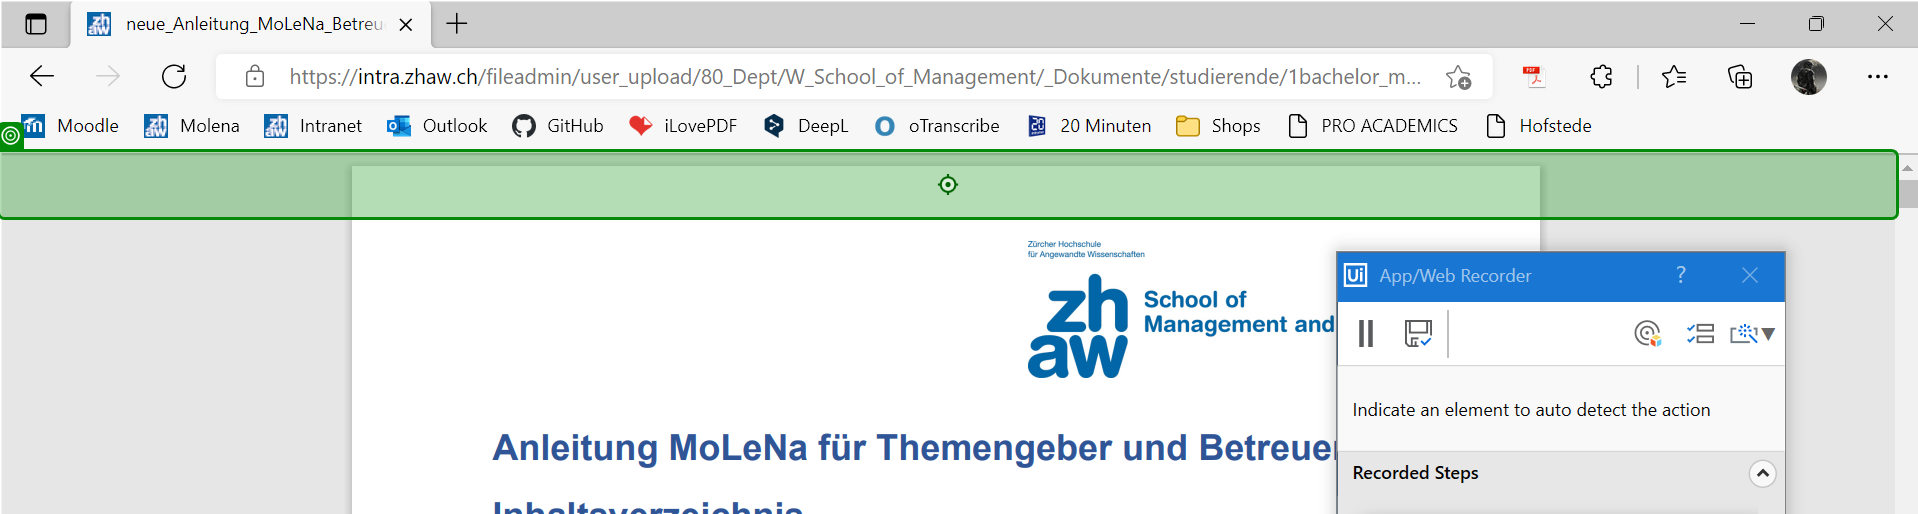 neue_Anleitung_MoLeNa_Betreu
https://intra.zhaw.ch/fileadmin/user_upload/80_Dept/W_School_of_Management/_Dokumente/studierende/1bachelor_m...
Moodle Molena Intranet Outlook GitHub iLovePDF DeepL oTranscribe 20 Minuten Shops PRO ACADEMICS Hofstede
Zürcher Hochschule
für Angewandte Wissenschaften
zh
aw
School of
Management and
Ui App/Web Recorder ?
Indicate an element to auto detect the action
Anleitung MoLeNa für Themengeber und Betreuer
Recorded Steps
Inhaltsverzeichnis